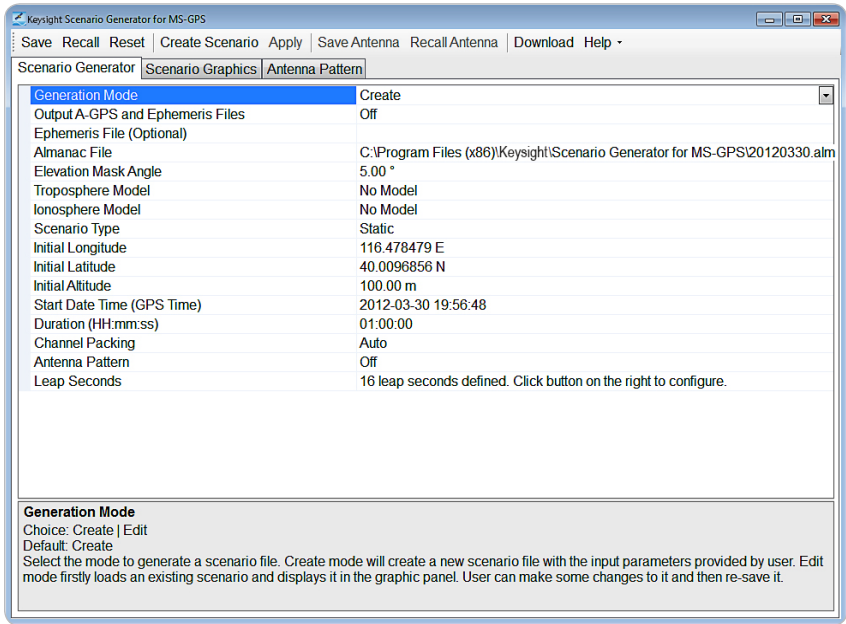 Keysight Scenario Generator for MS-GPS
Save Recall Reset Create Scenario Apply Save Antenna Recall Antenna Download Help
Scenario Generator Scenario Graphics Antenna Pattern
Generation Mode Create
Output A-GPS and Ephemeris Files Off
Ephemeris File (Optional)
Almanac File C:\Program Files (x86)\Keysight\Scenario Generator for MS-GPS\20120330.alm
Elevation Mask Angle 5.00 °
Troposphere Model No Model
Ionosphere Model No Model
Scenario Type Static
Initial Longitude 116.478479 E
Initial Latitude 40.0096856 N
Initial Altitude 100.00 m
Start Date Time (GPS Time) 2012-03-30 19:56:48
Duration (HH:mm:ss) 01:00:00
Channel Packing Auto
Antenna Pattern Off
Leap Seconds 16 leap seconds defined. Click button on the right to configure.
Generation Mode
Choice: Create | Edit
Default: Create
Select the mode to generate a scenario file. Create mode will create a new scenario file with the input parameters provided by user. Edit
mode firstly loads an existing scenario and displays it in the graphic panel. User can make some changes to it and then re-save it.